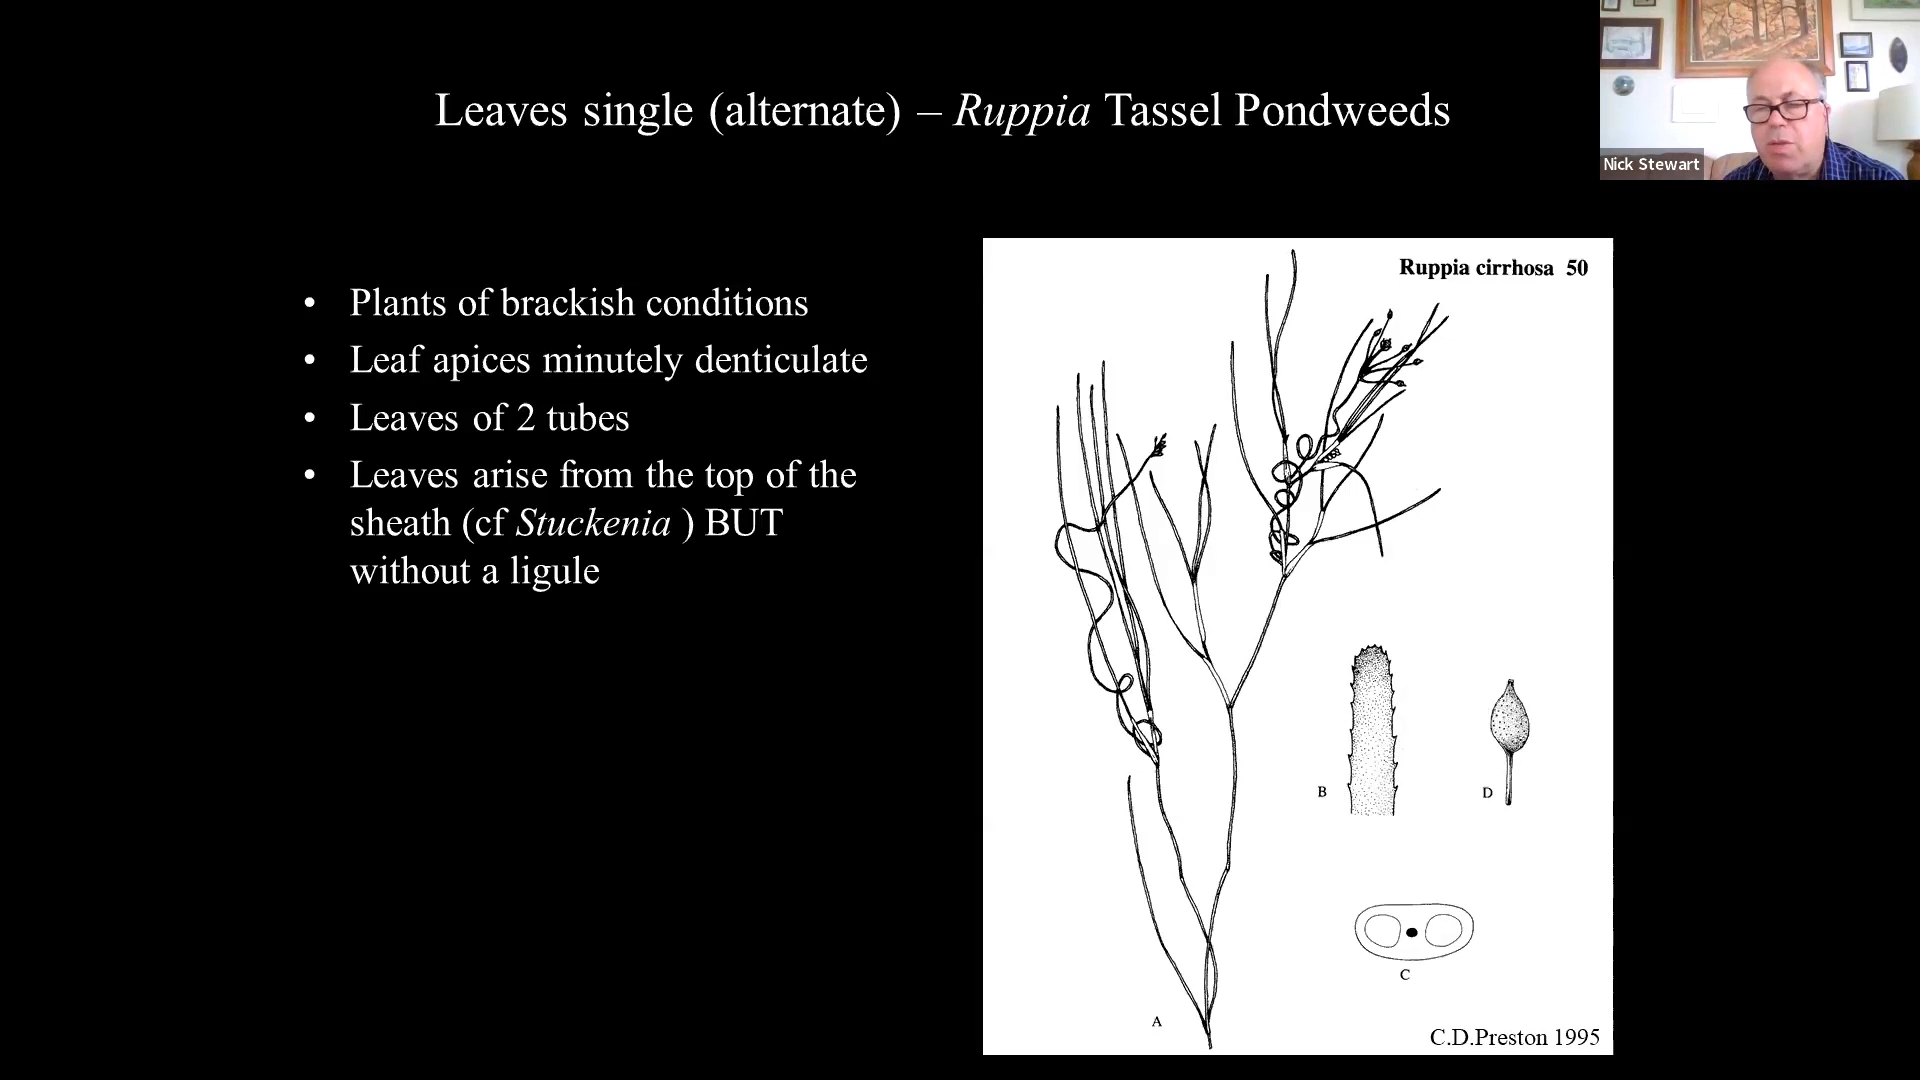 Leaves single (alternate) – Ruppia Tassel Pondweeds
Nick Stewart
• Plants of brackish conditions
• Leaf apices minutely denticulate
• Leaves of 2 tubes
• Leaves arise from the top of the
sheath (cf Stuckenia ) BUT
without a ligule
Ruppia cirrhosa 50
B
D
C
A
C.D.Preston 1995